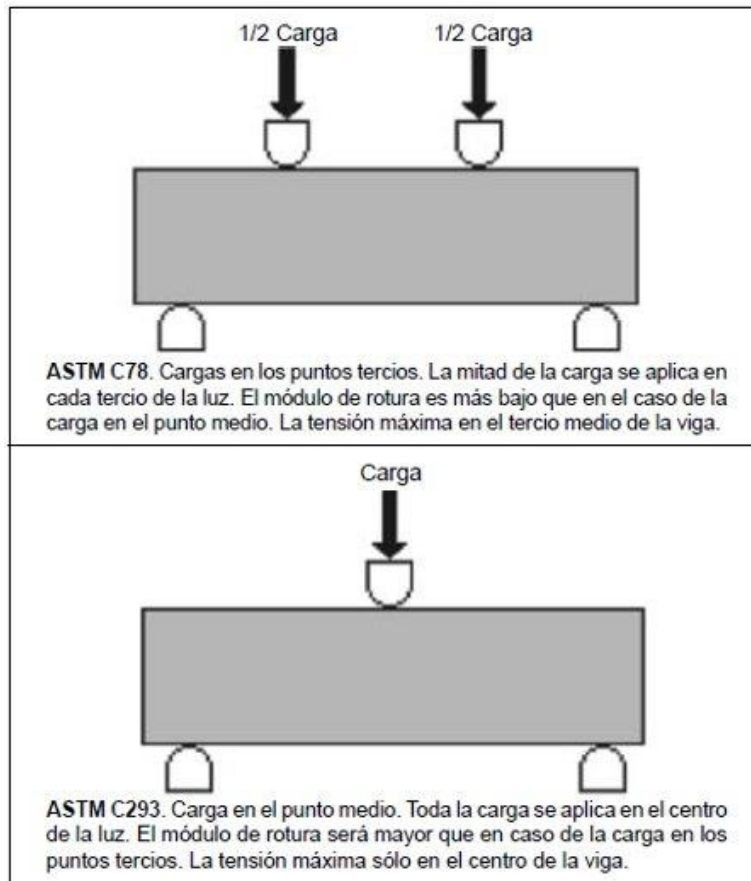 1/2 Carga 1/2 Carga
ASTM C78. Cargas en los puntos tercios. La mitad de la carga se aplica en
cada tercio de la luz. El módulo de rotura es más bajo que en el caso de la
carga en el punto medio. La tensión máxima en el tercio medio de la viga.
Carga
ASTM C293. Carga en el punto medio. Toda la carga se aplica en el centro
de la luz. El módulo de rotura será mayor que en caso de la carga en los
puntos tercios. La tensión máxima sólo en el centro de la viga.